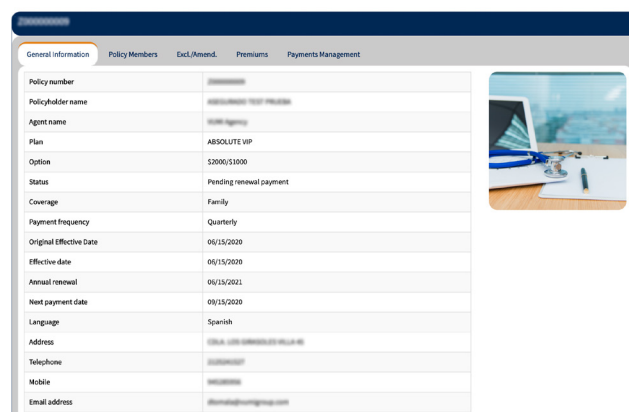 General Information
Policy Members
Excl./Amend.
Premiums
Payments Management
Policy number
Policyholder name
Agent name
Plan ABSOLUTE VIP
Option $2000/$1000
Status Pending renewal payment
Coverage Family
Payment frequency Quarterly
Original Effective Date 06/15/2020
Effective date 06/15/2020
Annual renewal 06/15/2021
Next payment date 09/15/2020
Language Spanish
Address
Telephone
Mobile
Email address